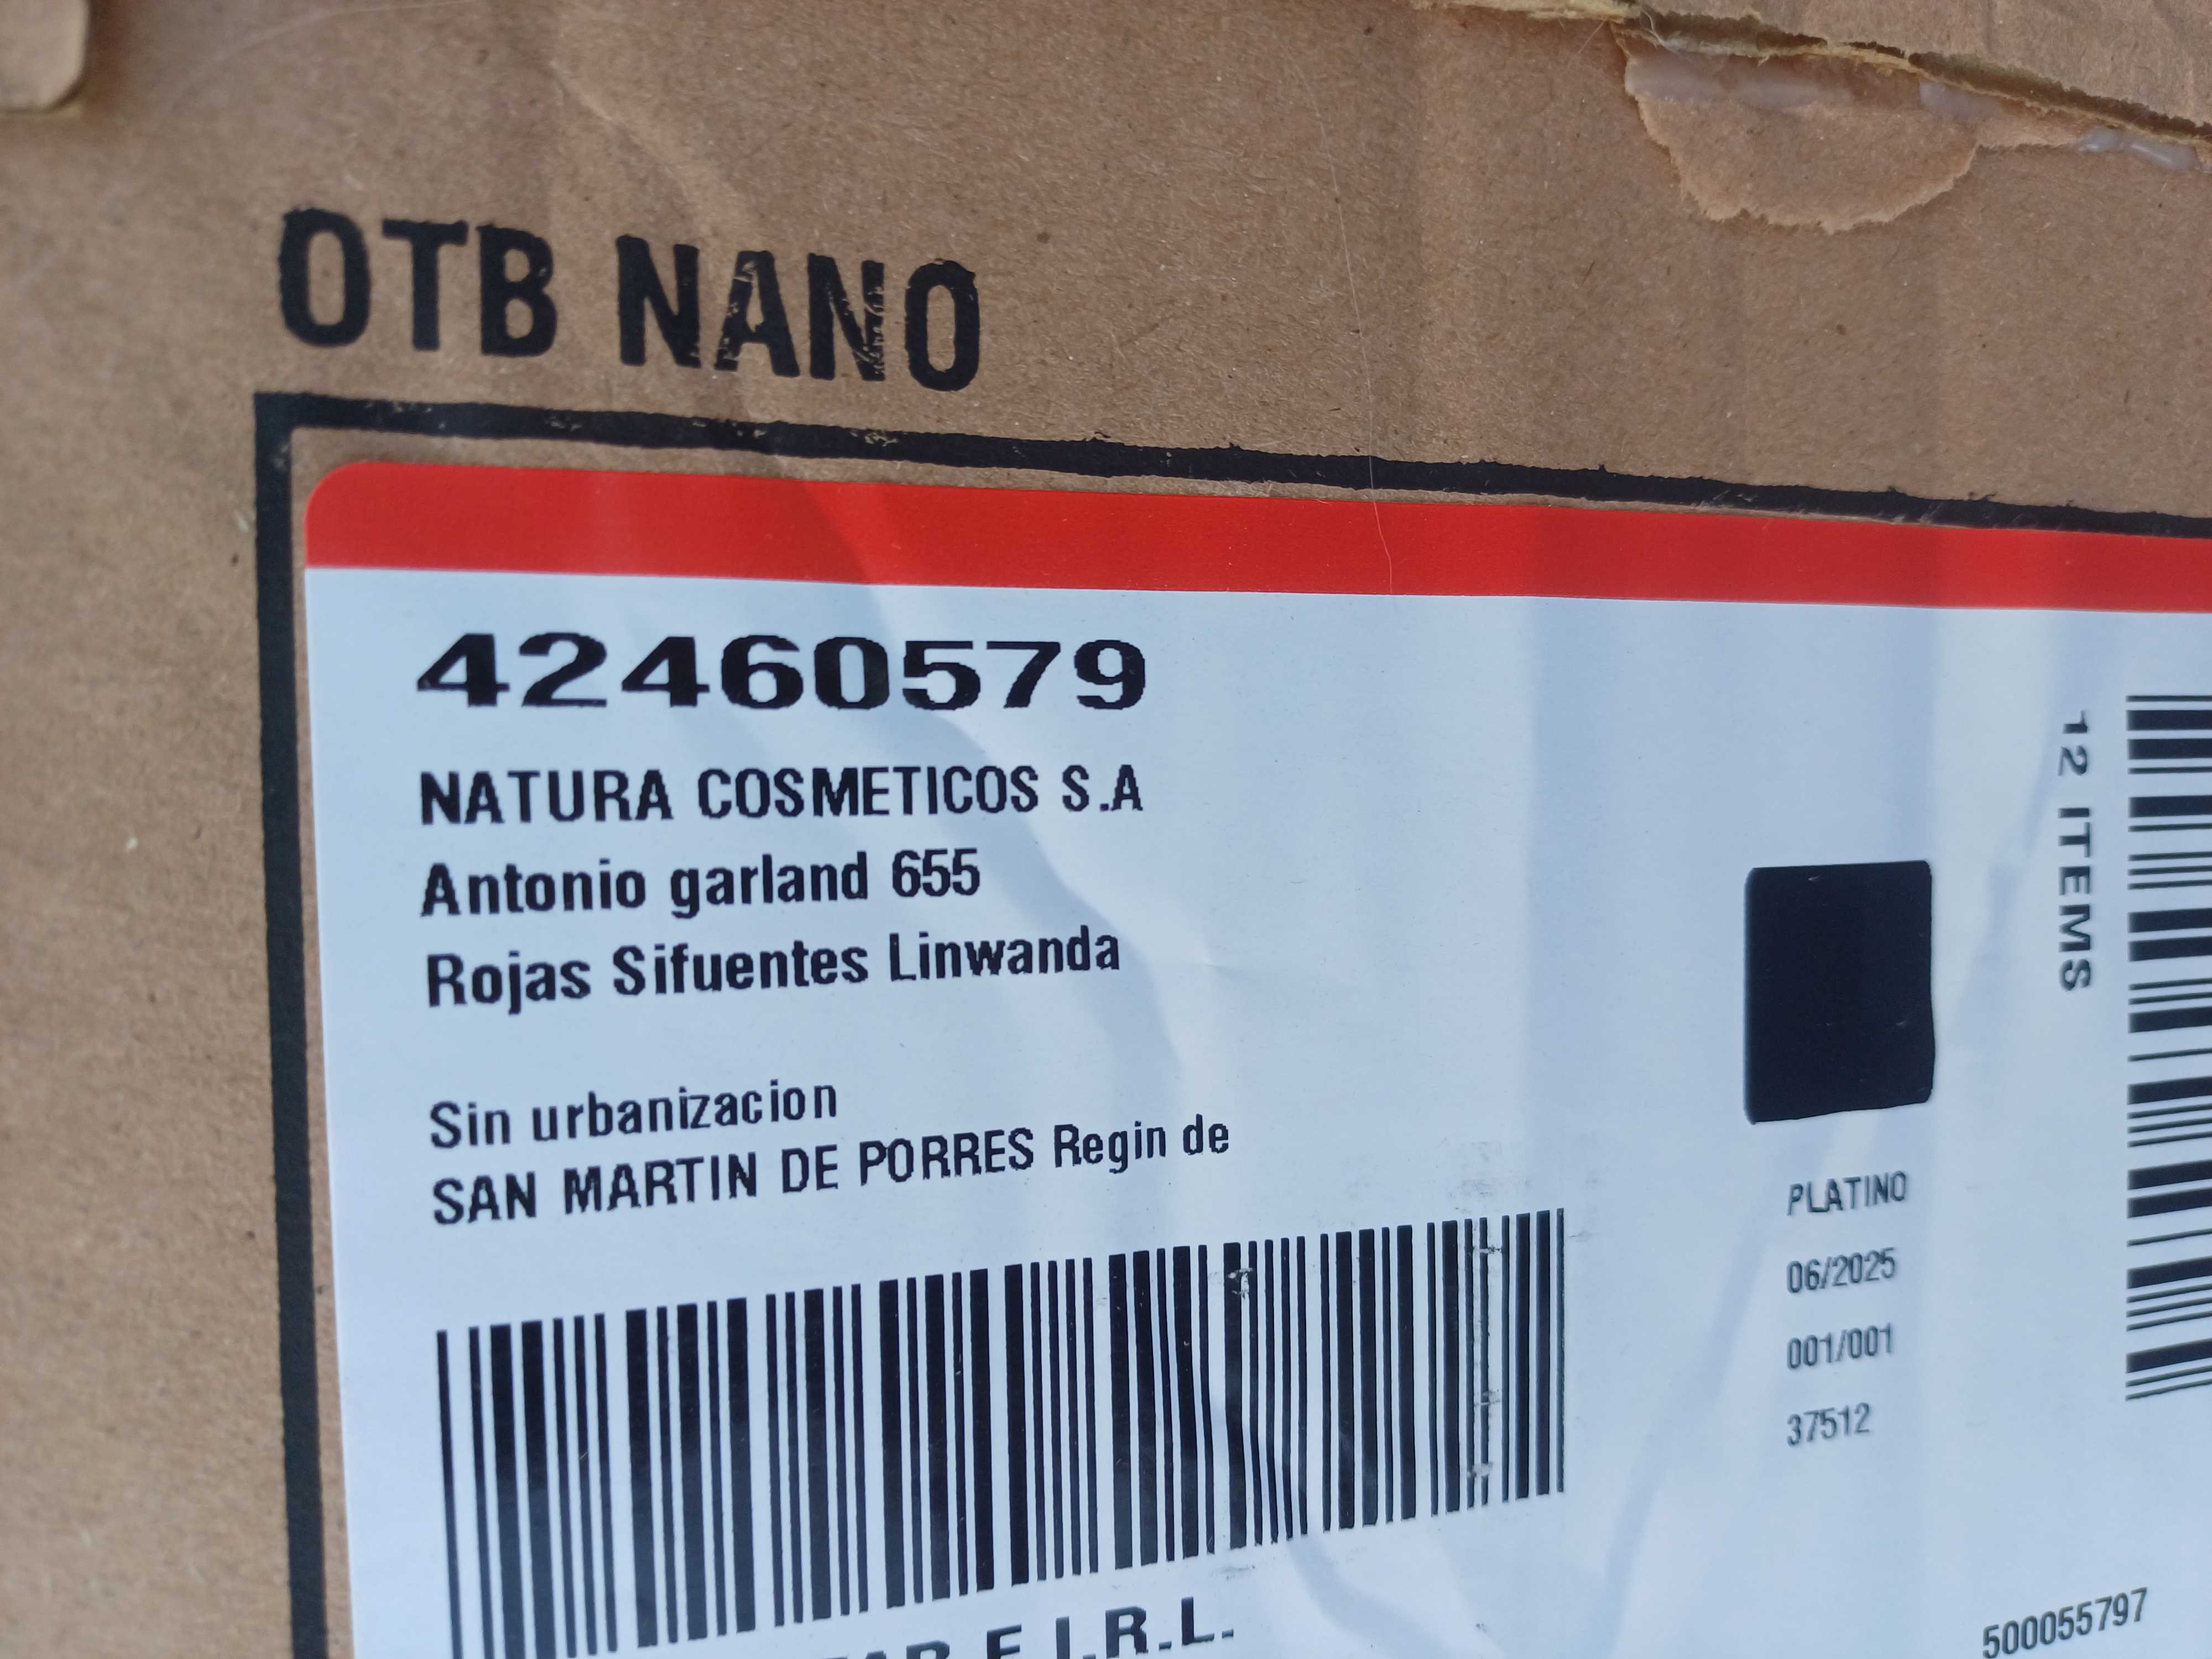 OTB NANO
42460579
NATURA COSMETICOS S.A
Antonio garland 655
Rojas Sifuentes Linwanda
Sin urbanizacion
SAN MARTIN DE PORRES Regin de
12 ITEMS
PLATINO
06/2025
001/001
37512
E.I.R.L.
500055797